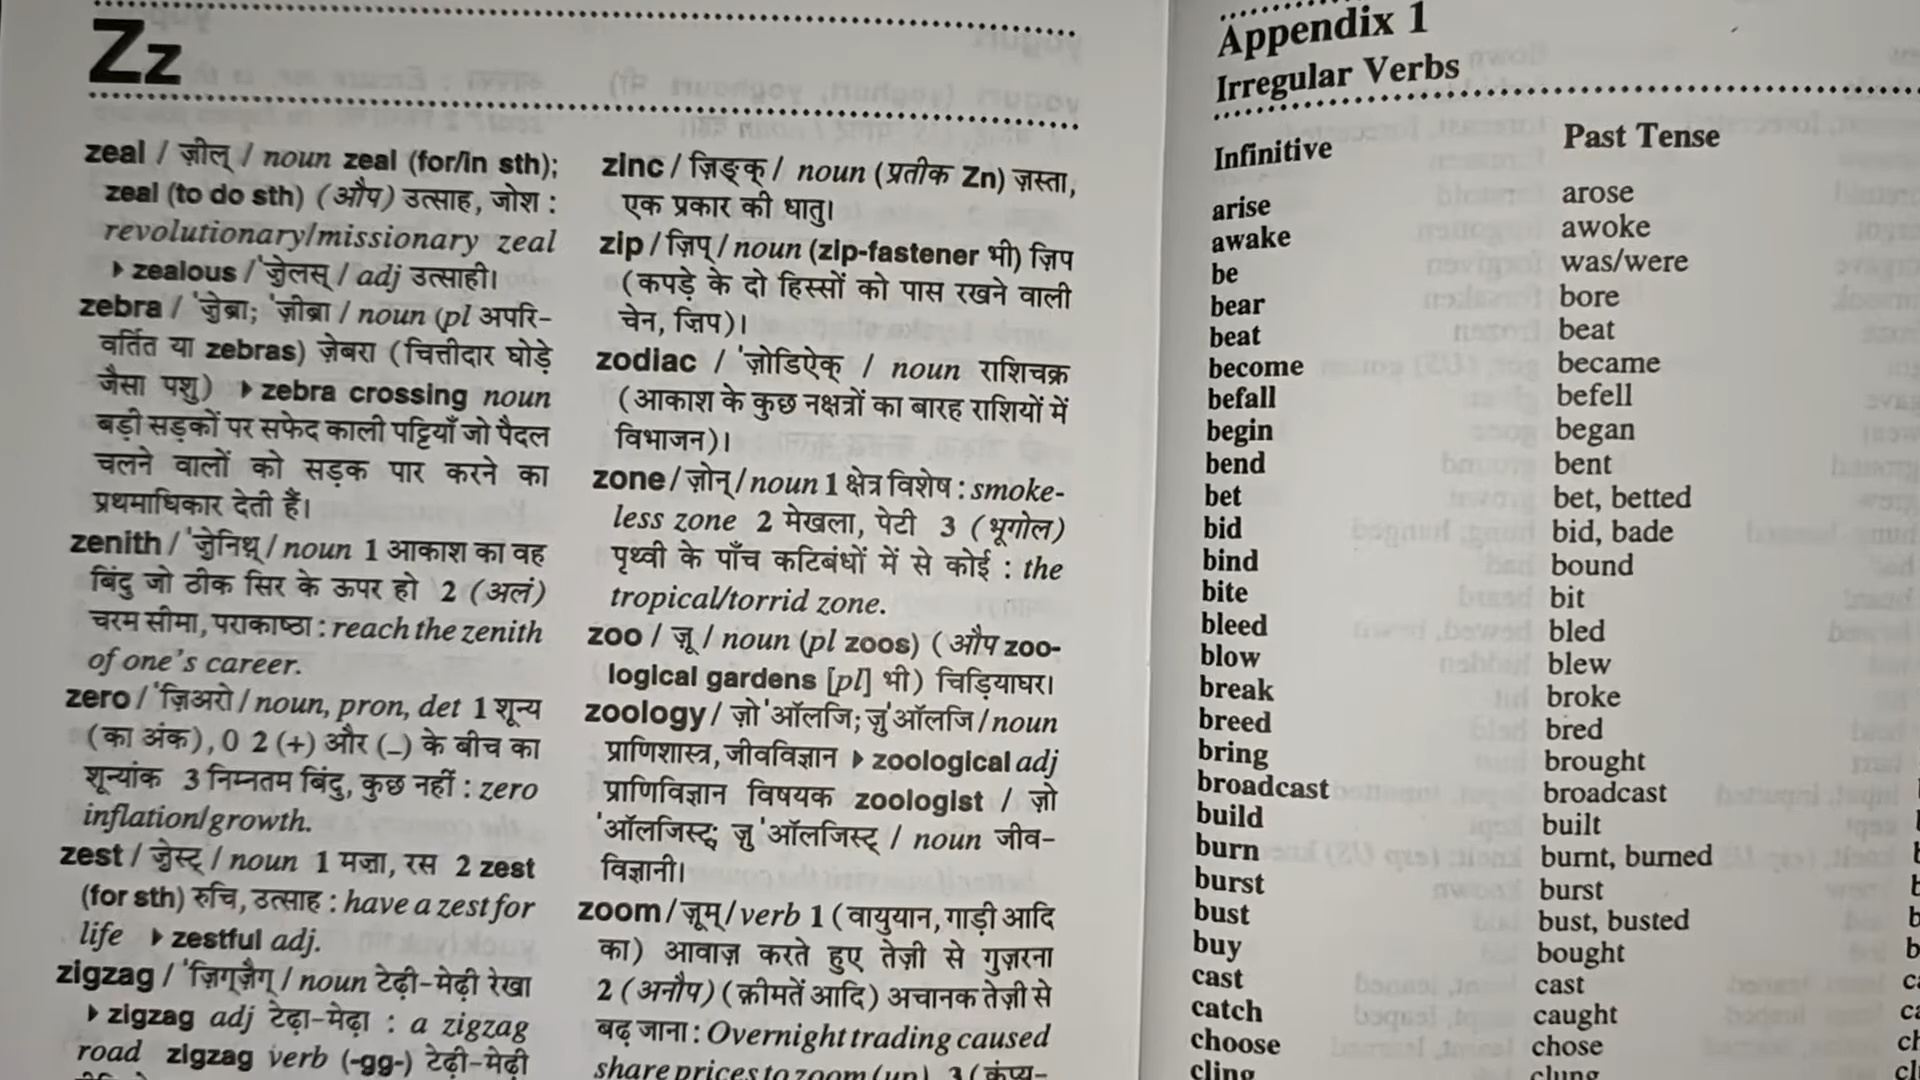 Zz
zeal / ज़ील् / noun zeal (for/in sth);
zeal (to do sth) (औप) उत्साह, जोश :
revolutionary/missionary zeal
▸ zealous / 'ज़ेलस् / adj उत्साही।
zebra / 'ज़ेब्रा; 'ज़ीब्रा / noun (pl अपरि-
वर्तित या zebras) ज़ेबरा (चित्तीदार घोड़े
जैसा पशु) ▸ zebra crossing noun
बड़ी सड़कों पर सफेद काली पट्टियाँ जो पैदल
चलने वालों को सड़क पार करने का
प्रथमाधिकार देती हैं।
zenith / 'ज़ेनिथ् / noun 1 आकाश का वह
बिंदु जो ठीक सिर के ऊपर हो 2 (अलं)
चरम सीमा, पराकाष्ठा : reach the zenith
of one's career.
zero / 'ज़िअरो / noun, pron, det 1 शून्य
(का अंक), 0 2 (+) और (–) के बीच का
शून्यांक 3 निम्नतम बिंदु, कुछ नहीं : zero
inflation/growth.
zest / ज़ेस्ट् / noun 1 मज़ा, रस 2 zest
(for sth) रुचि, उत्साह : have a zest for
life ▸ zestful adj.
zigzag / 'ज़िग्ज़ैग् / noun टेढ़ी-मेढ़ी रेखा
▸ zigzag adj टेढ़ा-मेढ़ा : a zigzag
road zigzag verb (-gg-) टेढ़ी-मेढ़ी
zinc / ज़िङ्क् / noun (प्रतीक Zn) ज़स्ता,
एक प्रकार की धातु।
zip / ज़िप् / noun (zip-fastener भी) ज़िप
(कपड़े के दो हिस्सों को पास रखने वाली
चेन, ज़िप)।
zodiac / 'ज़ोडिऐक् / noun राशिचक्र
(आकाश के कुछ नक्षत्रों का बारह राशियों में
विभाजन)।
zone / ज़ोन् / noun 1 क्षेत्र विशेष : smoke-
less zone 2 मेखला, पेटी 3 (भूगोल)
पृथ्वी के पाँच कटिबंधों में से कोई : the
tropical/torrid zone.
zoo / ज़ू / noun (pl zoos) (औप zoo-
logical gardens [pl] भी) चिड़ियाघर।
zoology / ज़ो'ऑलजि; ज़ु'ऑलजि / noun
प्राणिशास्त्र, जीवविज्ञान ▸ zoological adj
प्राणिविज्ञान विषयक zoologist / ज़ो
'ऑलजिस्ट्; ज़ु'ऑलजिस्ट् / noun जीव-
विज्ञानी।
zoom / ज़ूम् / verb 1 (वायुयान, गाड़ी आदि
का) आवाज़ करते हुए तेज़ी से गुज़रना
2 (अनौप) (क़ीमतें आदि) अचानक तेज़ी से
बढ़ जाना : Overnight trading caused
share prices to zoom (up). 3 (कंप्य-
Appendix 1
Irregular Verbs
Infinitive Past Tense
arise arose
awake awoke
be was/were
bear bore
beat beat
become became
befall befell
begin began
bend bent
bet bet, betted
bid bid, bade
bind bound
bite bit
bleed bled
blow blew
break broke
breed bred
bring brought
broadcast broadcast
build built
burn burnt, burned
burst burst
bust bust, busted
buy bought
cast cast
catch caught
choose chose
cling clung